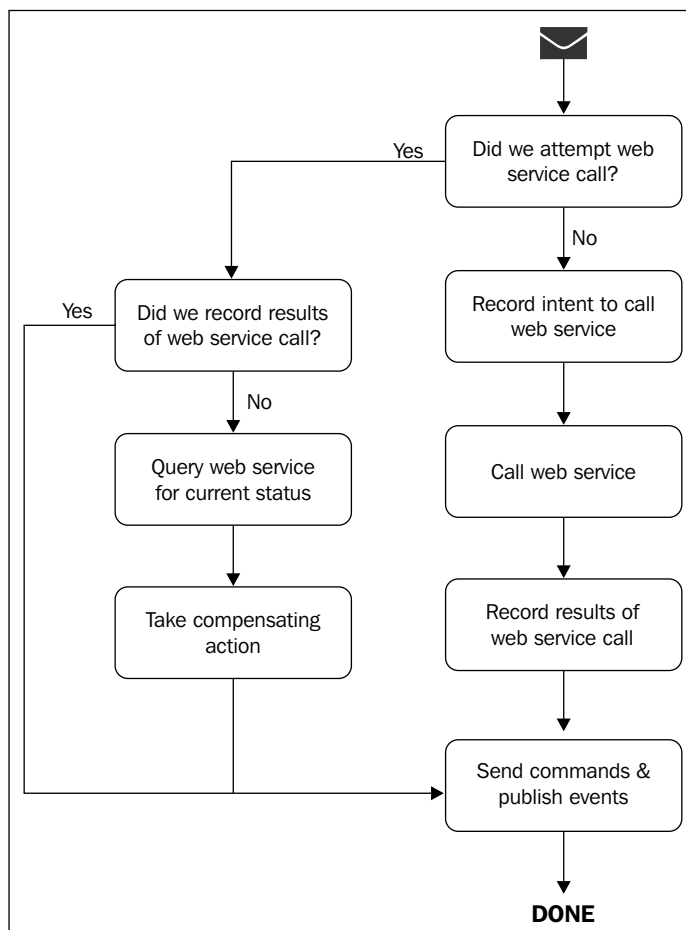 Did we attempt web
service call?
Yes
No
Did we record results
of web service call?
Record intent to call
web service
Yes
No
Query web service
for current status
Call web service
Take compensating
action
Record results of
web service call
Send commands &
publish events
DONE